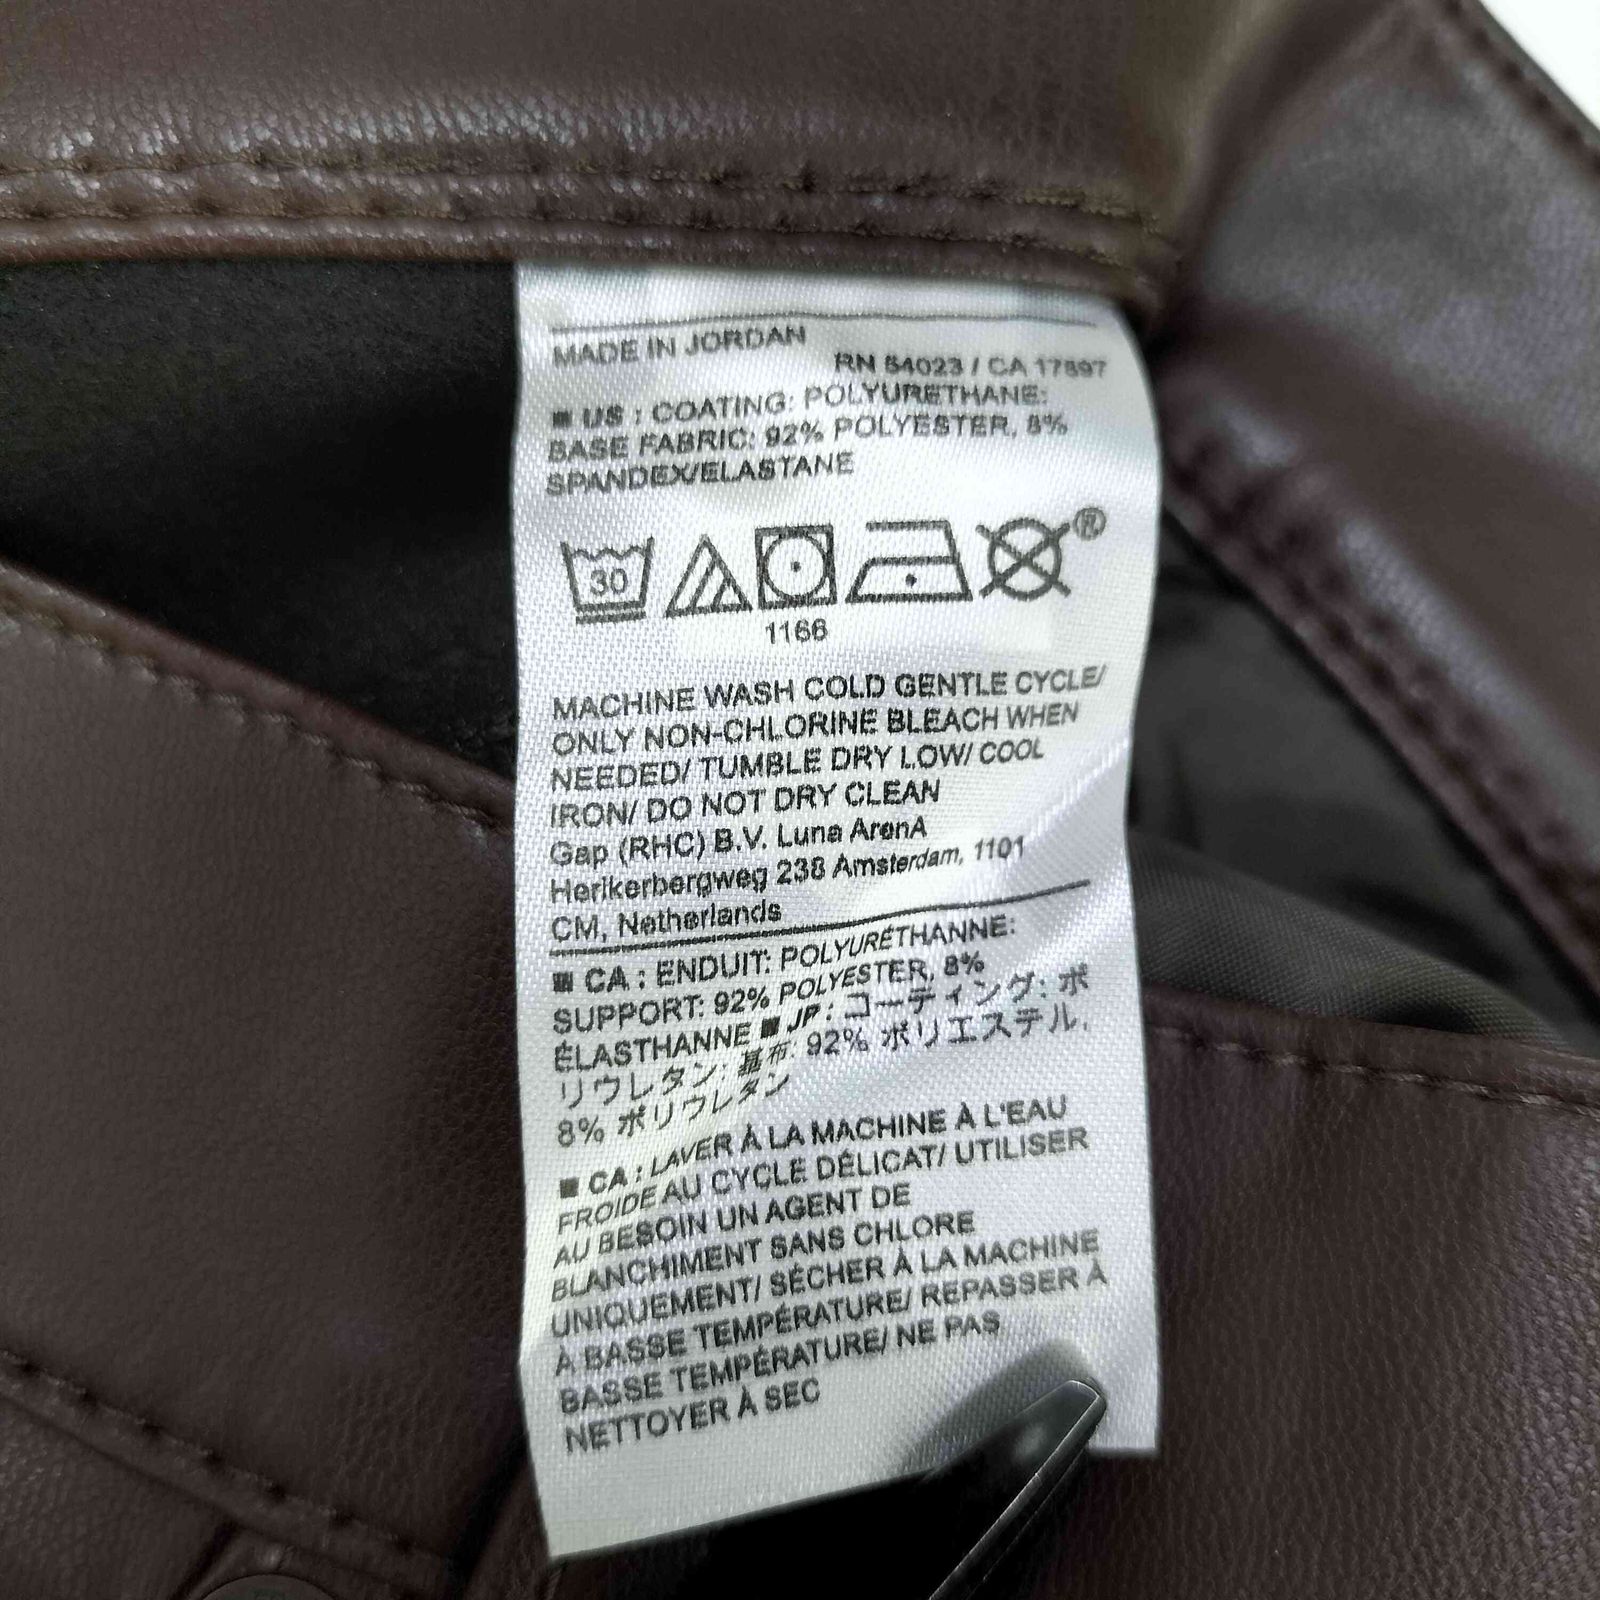 MADE IN JORDAN
RN 54023 / CA 17897
■ US : COATING: POLYURETHANE:
BASE FABRIC: 92% POLYESTER, 8%
SPANDEX/ELASTANE
30
®
1166
MACHINE WASH COLD GENTLE CYCLE/
ONLY NON-CHLORINE BLEACH WHEN
NEEDED/ TUMBLE DRY LOW/ COOL
IRON/ DO NOT DRY CLEAN
Gap (RHC) B.V. Luna ArenA
Herikerbergweg 238 Amsterdam, 1101
CM, Netherlands
■ CA : ENDUIT: POLYURÉTHANNE:
SUPPORT: 92% POLYESTER, 8%
ÉLASTHANNE ■ JP : コーティング: ポ
リウレタン: 基布: 92% ポリエステル,
8% ポリウレタン
■ CA : LAVER À LA MACHINE À L'EAU
FROIDE AU CYCLE DÉLICAT/ UTILISER
AU BESOIN UN AGENT DE
BLANCHIMENT SANS CHLORE
UNIQUEMENT/ SÉCHER À LA MACHINE
À BASSE TEMPÉRATURE/ REPASSER À
BASSE TEMPÉRATURE/ NE PAS
NETTOYER À SEC